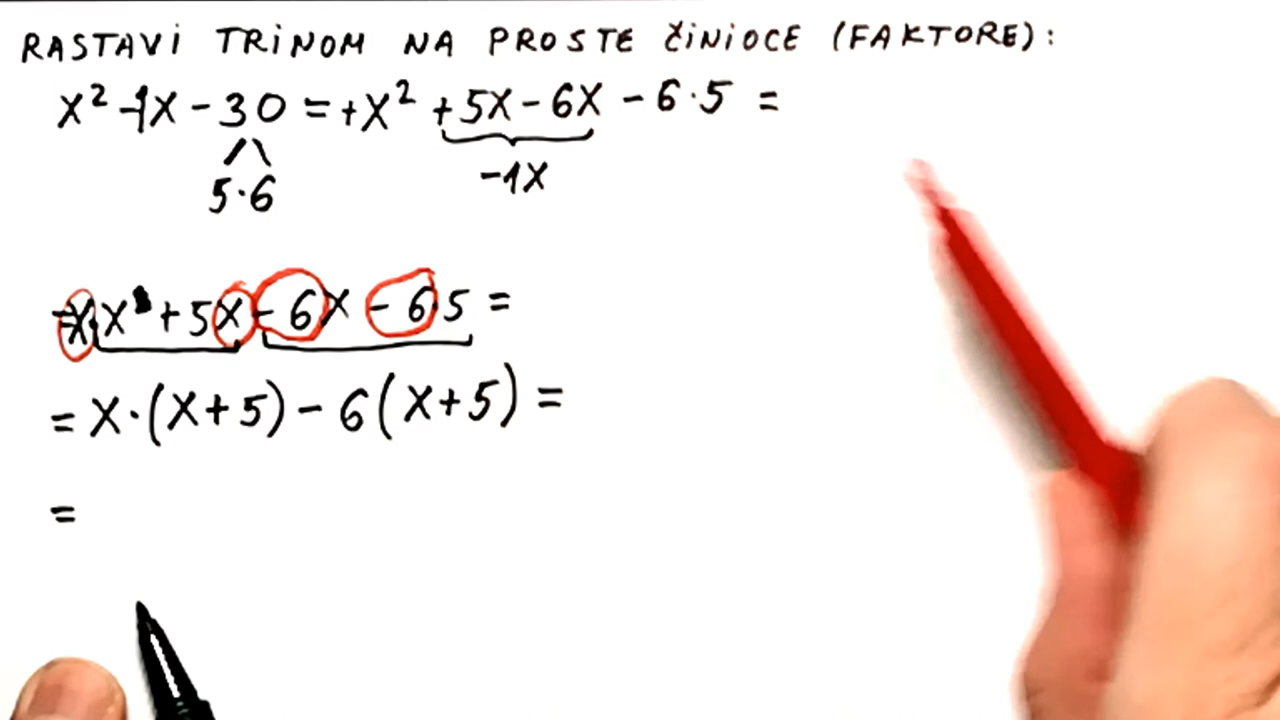 RASTAVI TRINOM NA PROSTE ČINIOCE (FAKTORE):
x² -1x - 30 = +x² +5x - 6x - 6·5 =
5·6
-1x
= x·x + 5x - 6x - 6·5 =
= x·(x+5) - 6(x+5) =
=